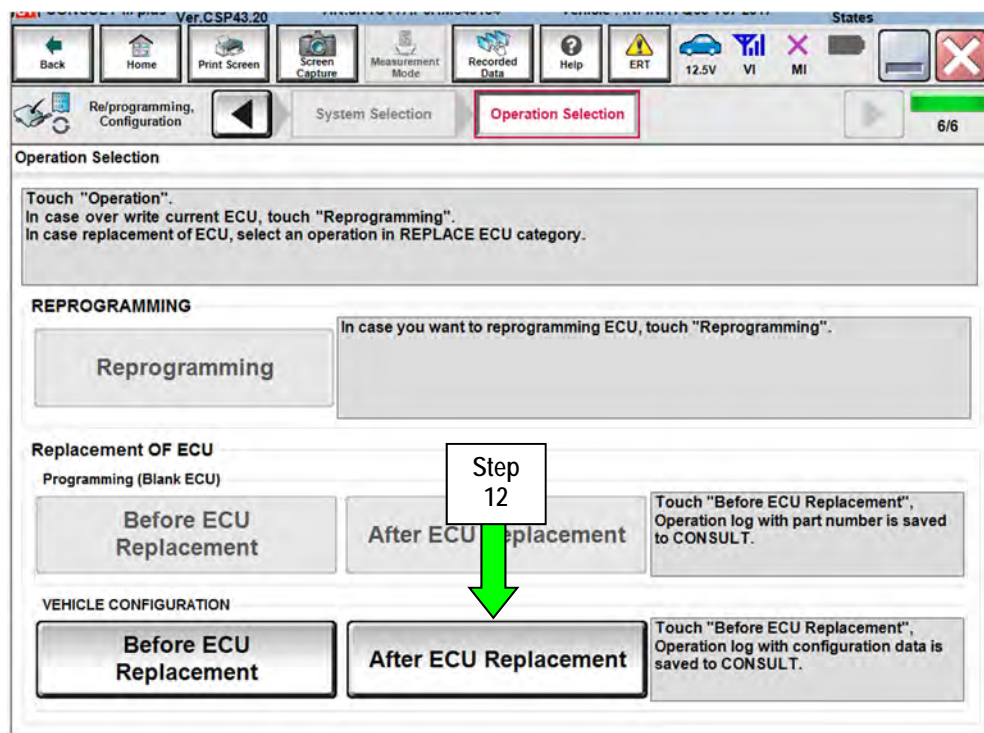 Ver.CSP43.20
States
Back
Home
Print Screen
Screen
Capture
Measurement
Mode
Recorded
Data
Help
ERT
12.5V
VI
MI
Re/programming,
Configuration
System Selection
Operation Selection
6/6
Operation Selection
Touch "Operation".
In case over write current ECU, touch "Reprogramming".
In case replacement of ECU, select an operation in REPLACE ECU category.
REPROGRAMMING
Reprogramming
In case you want to reprogramming ECU, touch "Reprogramming".
Replacement OF ECU
Programming (Blank ECU)
Step
12
Before ECU
Replacement
After ECU Replacement
Touch "Before ECU Replacement",
Operation log with part number is saved
to CONSULT.
VEHICLE CONFIGURATION
Before ECU
Replacement
After ECU Replacement
Touch "Before ECU Replacement",
Operation log with configuration data is
saved to CONSULT.